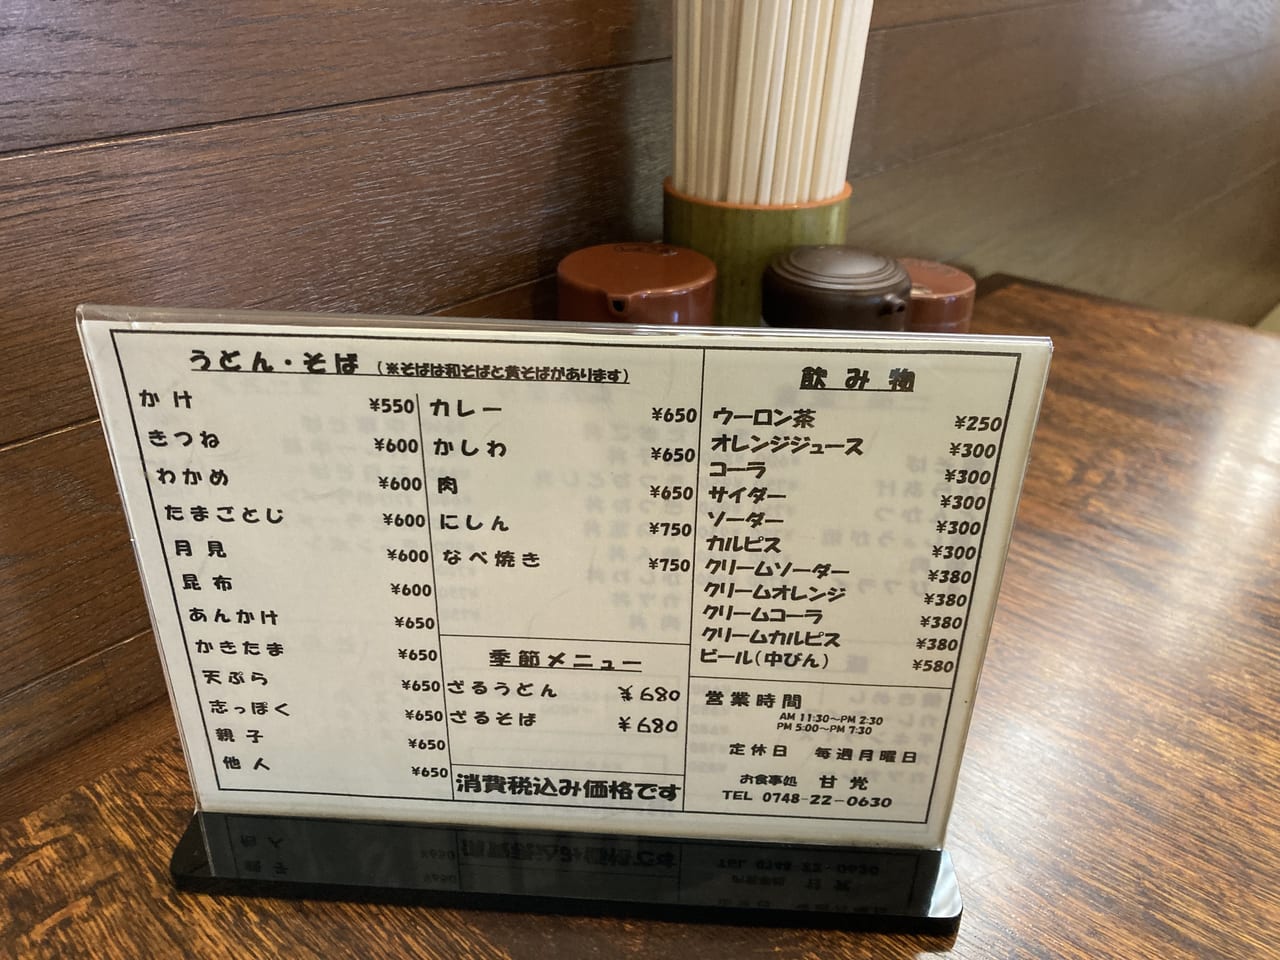 うどん・そば (※そばは和そばと黄そばがあります)
かけ ¥550
きつね ¥600
わかめ ¥600
たまごとじ ¥600
月見 ¥600
昆布 ¥600
あんかけ ¥650
かきたま ¥650
天ぷら ¥650
志っぽく ¥650
親子 ¥650
他人 ¥650
カレー ¥650
かしわ ¥650
肉 ¥650
にしん ¥750
なべ焼き ¥750
季節メニュー
ざるうどん ¥680
ざるそば ¥680
消費税込み価格です
飲み物
ウーロン茶 ¥250
オレンジジュース ¥300
コーラ ¥300
サイダー ¥300
ソーダー ¥300
カルピス ¥300
クリームソーダー ¥380
クリームオレンジ ¥380
クリームコーラ ¥380
クリームカルピス ¥380
ビール(中びん) ¥580
営業時間
AM 11:30〜PM 2:30
PM 5:00〜PM 7:30
定休日 毎週月曜日
お食事処 甘党
TEL 0748-22-0630